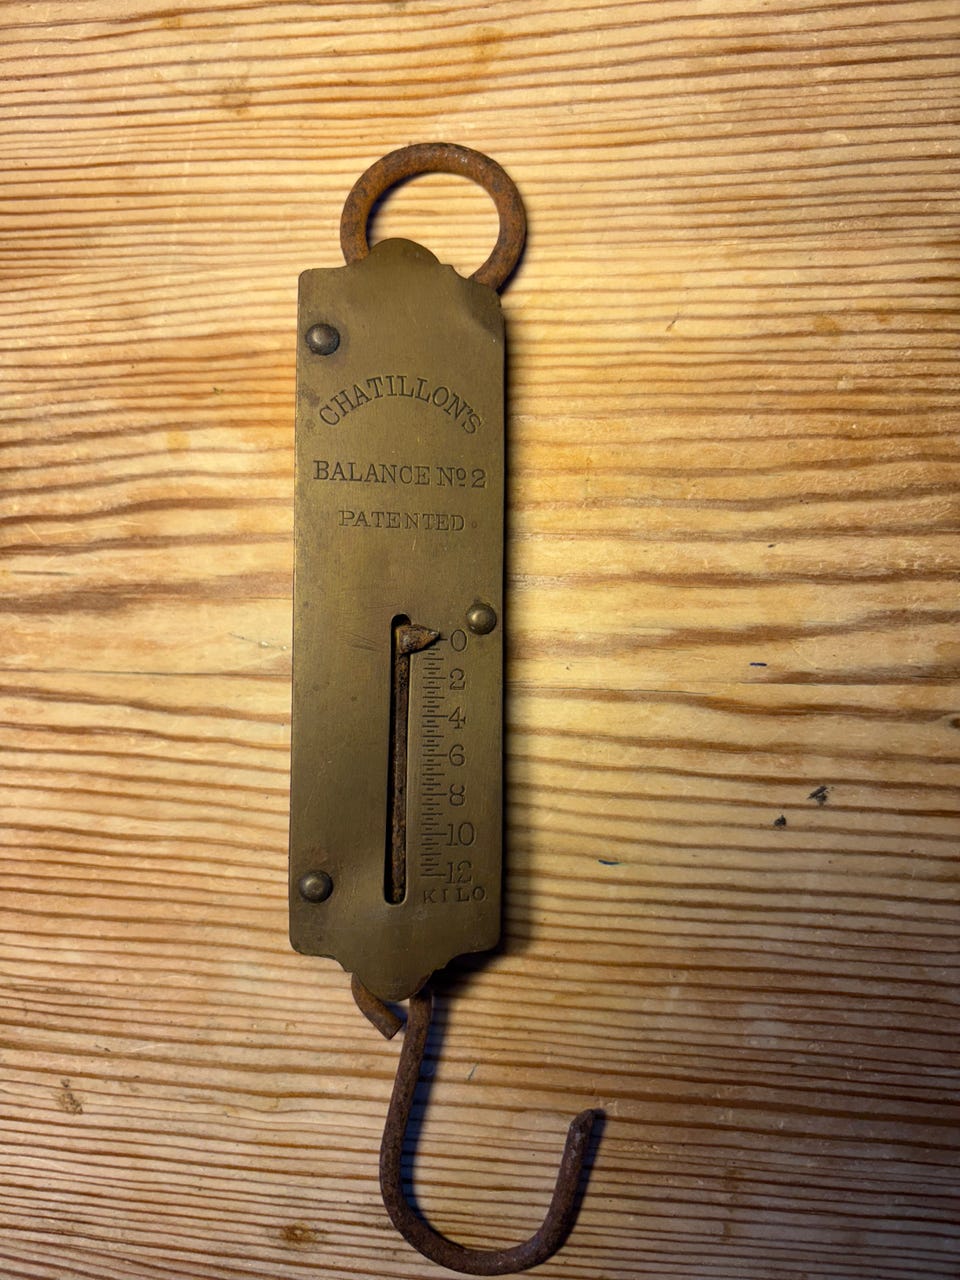 CHATILLON'S
BALANCE Nº 2
PATENTED
0
2
4
6
8
10
12
KILO